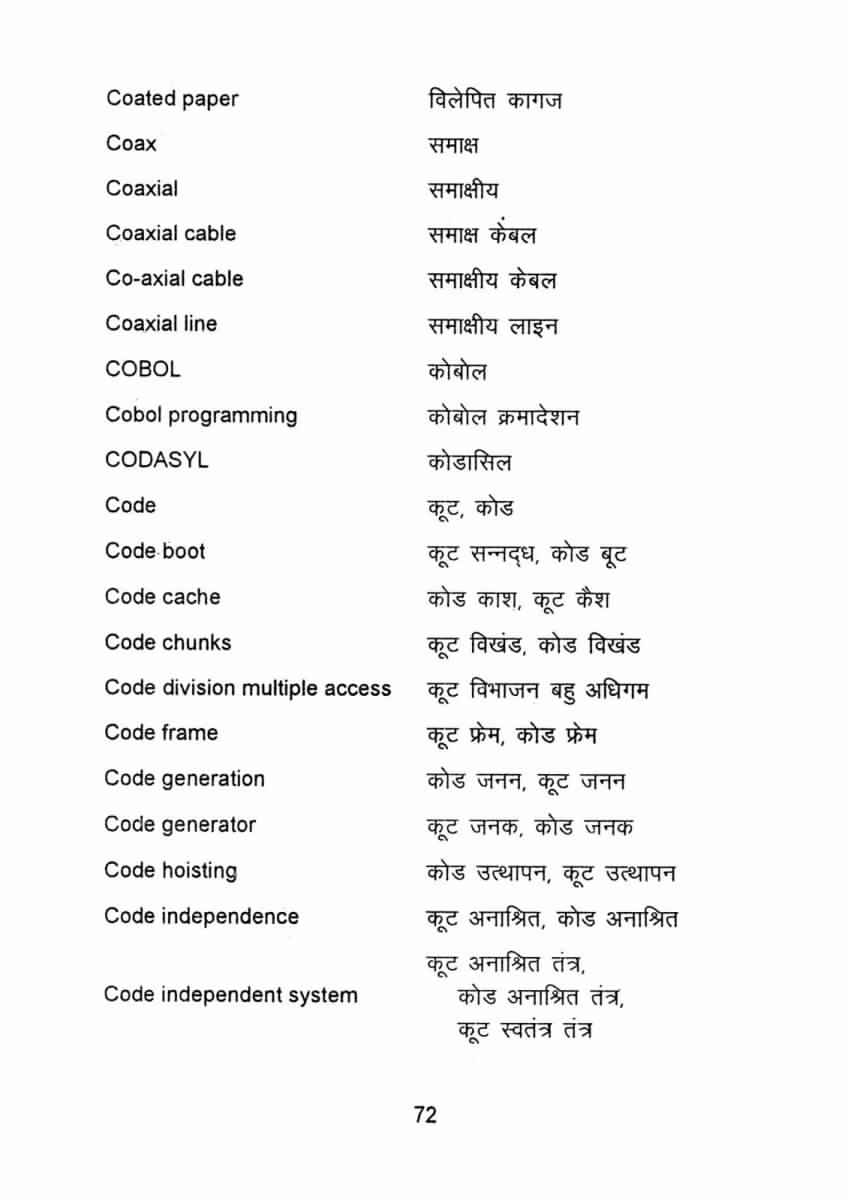 Coated paper विलेपित कागज
Coax समाक्ष
Coaxial समाक्षीय
Coaxial cable समाक्ष केंबल
Co-axial cable समाक्षीय केबल
Coaxial line समाक्षीय लाइन
COBOL कोबोल
Cobol programming कोबोल क्रमादेशन
CODASYL कोडासिल
Code कूट, कोड
Code boot कूट सन्नद्ध, कोड बूट
Code cache कोड काश, कूट कैश
Code chunks कूट विखंड, कोड विखंड
Code division multiple access कूट विभाजन बहु अधिगम
Code frame कूट फ्रेम, कोड फ्रेम
Code generation कोड जनन, कूट जनन
Code generator कूट जनक, कोड जनक
Code hoisting कोड उत्थापन, कूट उत्थापन
Code independence कूट अनाश्रित, कोड अनाश्रित
कूट अनाश्रित तंत्र,
Code independent system कोड अनाश्रित तंत्र,
कूट स्वतंत्र तंत्र
72